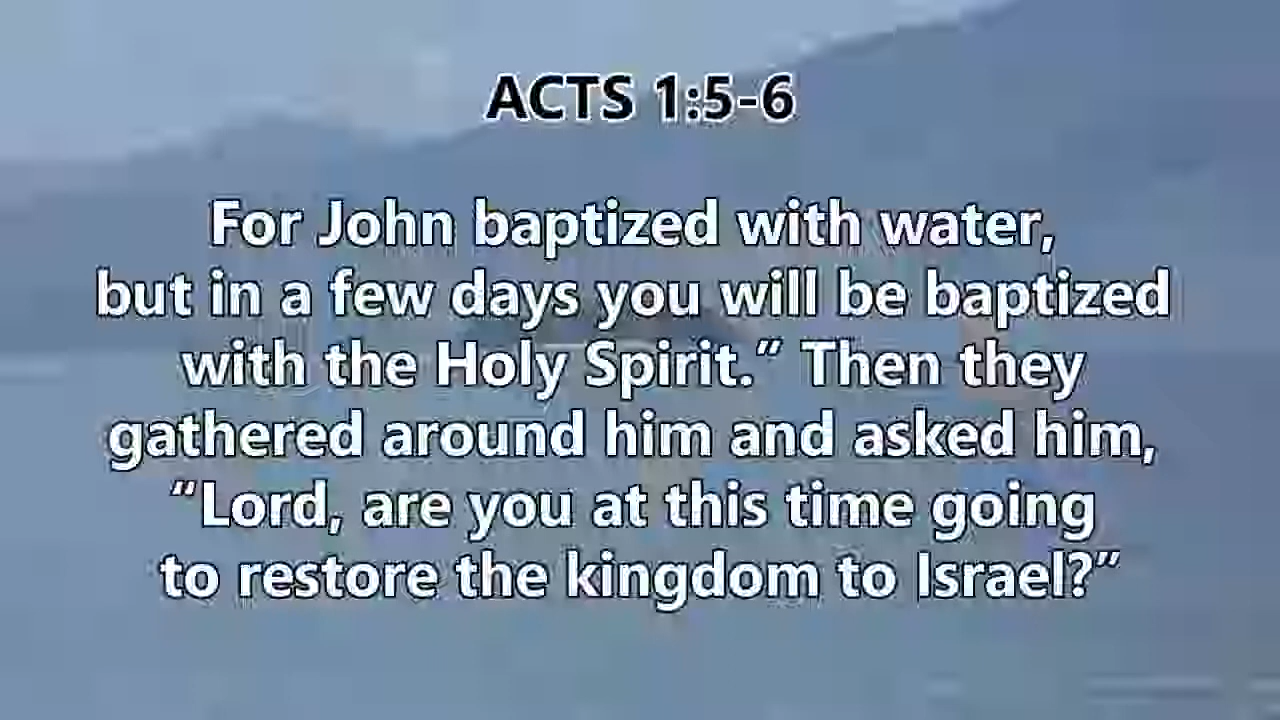 ACTS 1:5-6
For John baptized with water,
but in a few days you will be baptized
with the Holy Spirit.” Then they
gathered around him and asked him,
“Lord, are you at this time going
to restore the kingdom to Israel?”